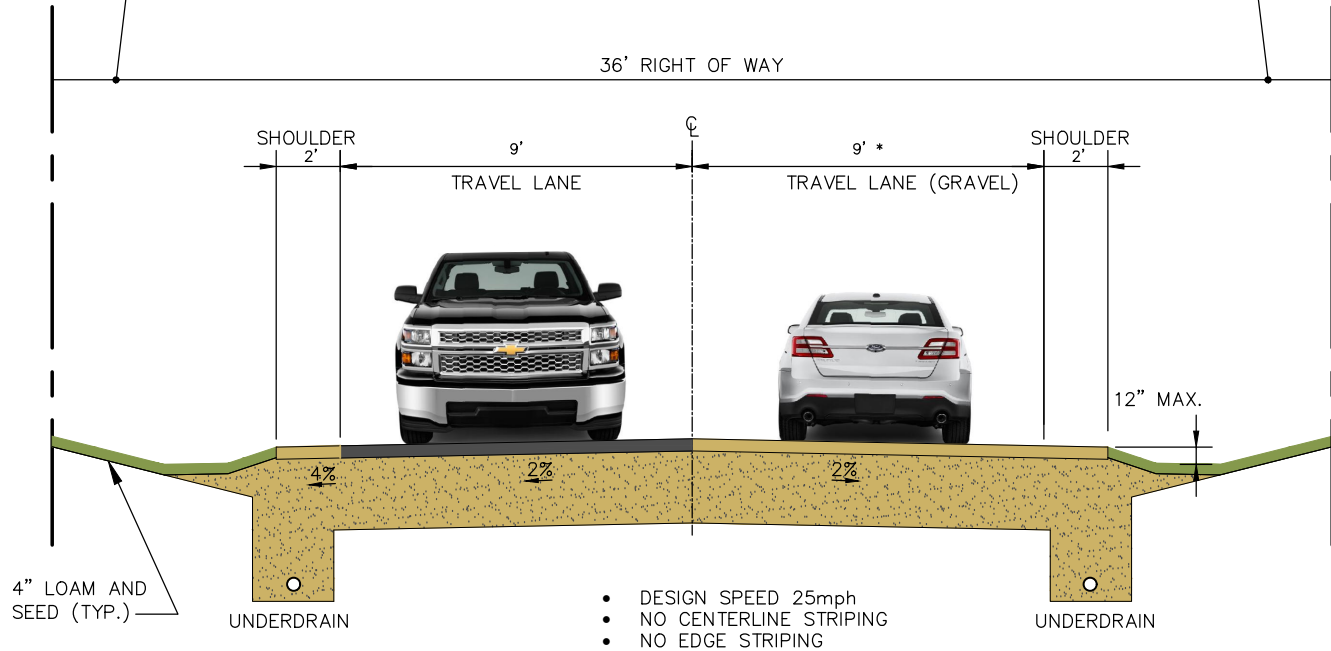 36' RIGHT OF WAY
℄
SHOULDER
2'
9'
TRAVEL LANE
9' *
TRAVEL LANE (GRAVEL)
SHOULDER
2'
12" MAX.
4%
2%
2%
4" LOAM AND
SEED (TYP.)
UNDERDRAIN
UNDERDRAIN
• DESIGN SPEED 25mph
• NO CENTERLINE STRIPING
• NO EDGE STRIPING